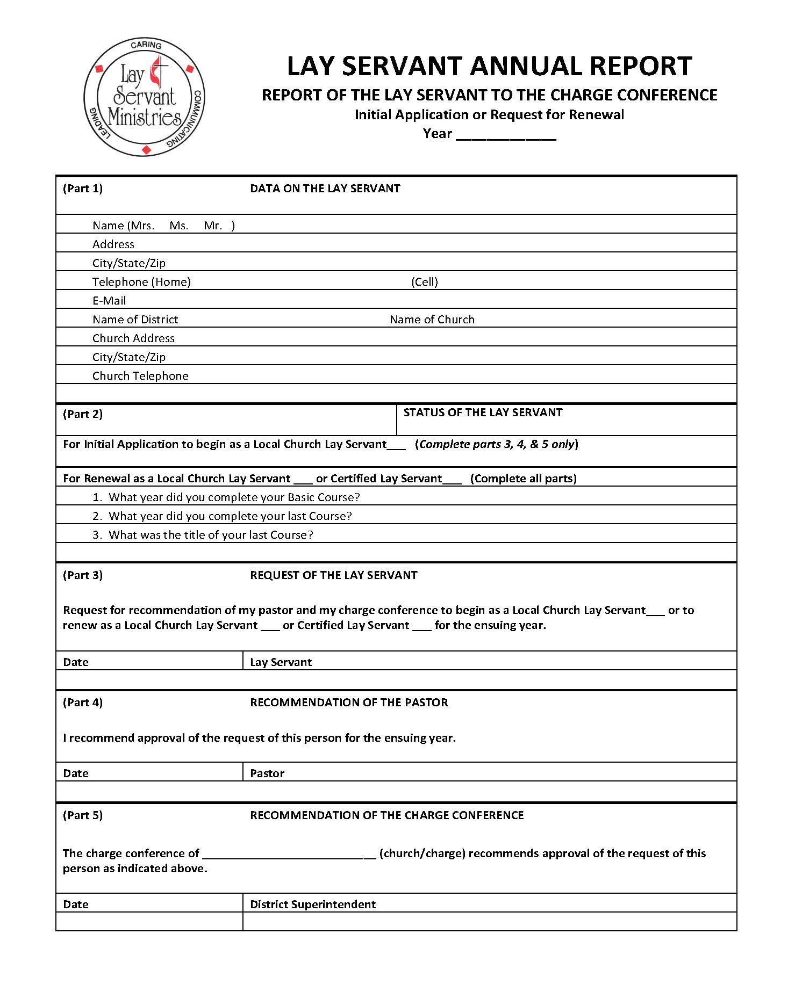 CARING
Lay
Servant
Ministries
LEADING
COMMUNICATING
LAY SERVANT ANNUAL REPORT
REPORT OF THE LAY SERVANT TO THE CHARGE CONFERENCE
Initial Application or Request for Renewal
Year _____________
(Part 1) DATA ON THE LAY SERVANT
Name (Mrs. Ms. Mr. )
Address
City/State/Zip
Telephone (Home) (Cell)
E-Mail
Name of District Name of Church
Church Address
City/State/Zip
Church Telephone
(Part 2) STATUS OF THE LAY SERVANT
For Initial Application to begin as a Local Church Lay Servant___ (Complete parts 3, 4, & 5 only)
For Renewal as a Local Church Lay Servant ___ or Certified Lay Servant___ (Complete all parts)
1. What year did you complete your Basic Course?
2. What year did you complete your last Course?
3. What was the title of your last Course?
(Part 3) REQUEST OF THE LAY SERVANT
Request for recommendation of my pastor and my charge conference to begin as a Local Church Lay Servant___ or to
renew as a Local Church Lay Servant ___ or Certified Lay Servant ___ for the ensuing year.
Date Lay Servant
(Part 4) RECOMMENDATION OF THE PASTOR
I recommend approval of the request of this person for the ensuing year.
Date Pastor
(Part 5) RECOMMENDATION OF THE CHARGE CONFERENCE
The charge conference of ___________________________ (church/charge) recommends approval of the request of this
person as indicated above.
Date District Superintendent